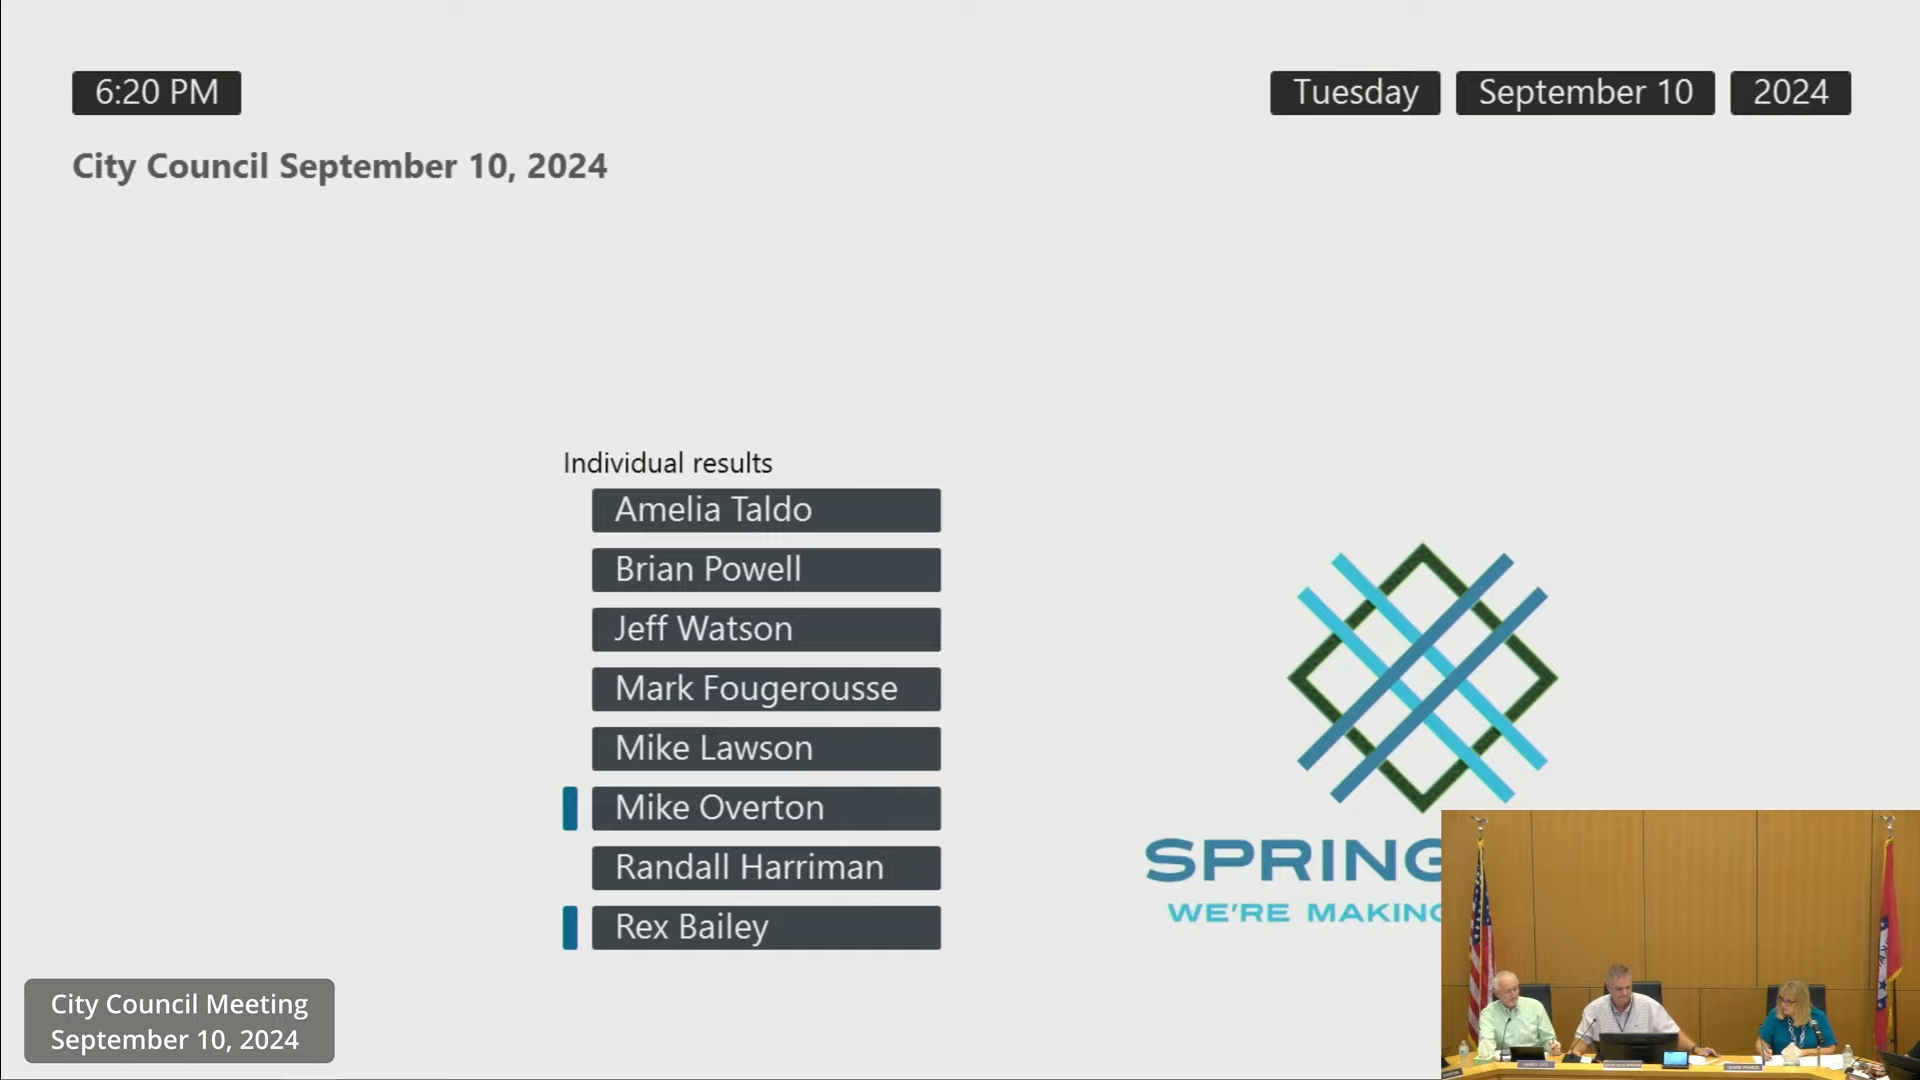 6:20 PM
Tuesday September 10 2024
City Council September 10, 2024
Individual results
Amelia Taldo
Brian Powell
Jeff Watson
Mark Fougerousse
Mike Lawson
Mike Overton
Randall Harriman
Rex Bailey
SPRING
WE'RE MAKING
City Council Meeting
September 10, 2024